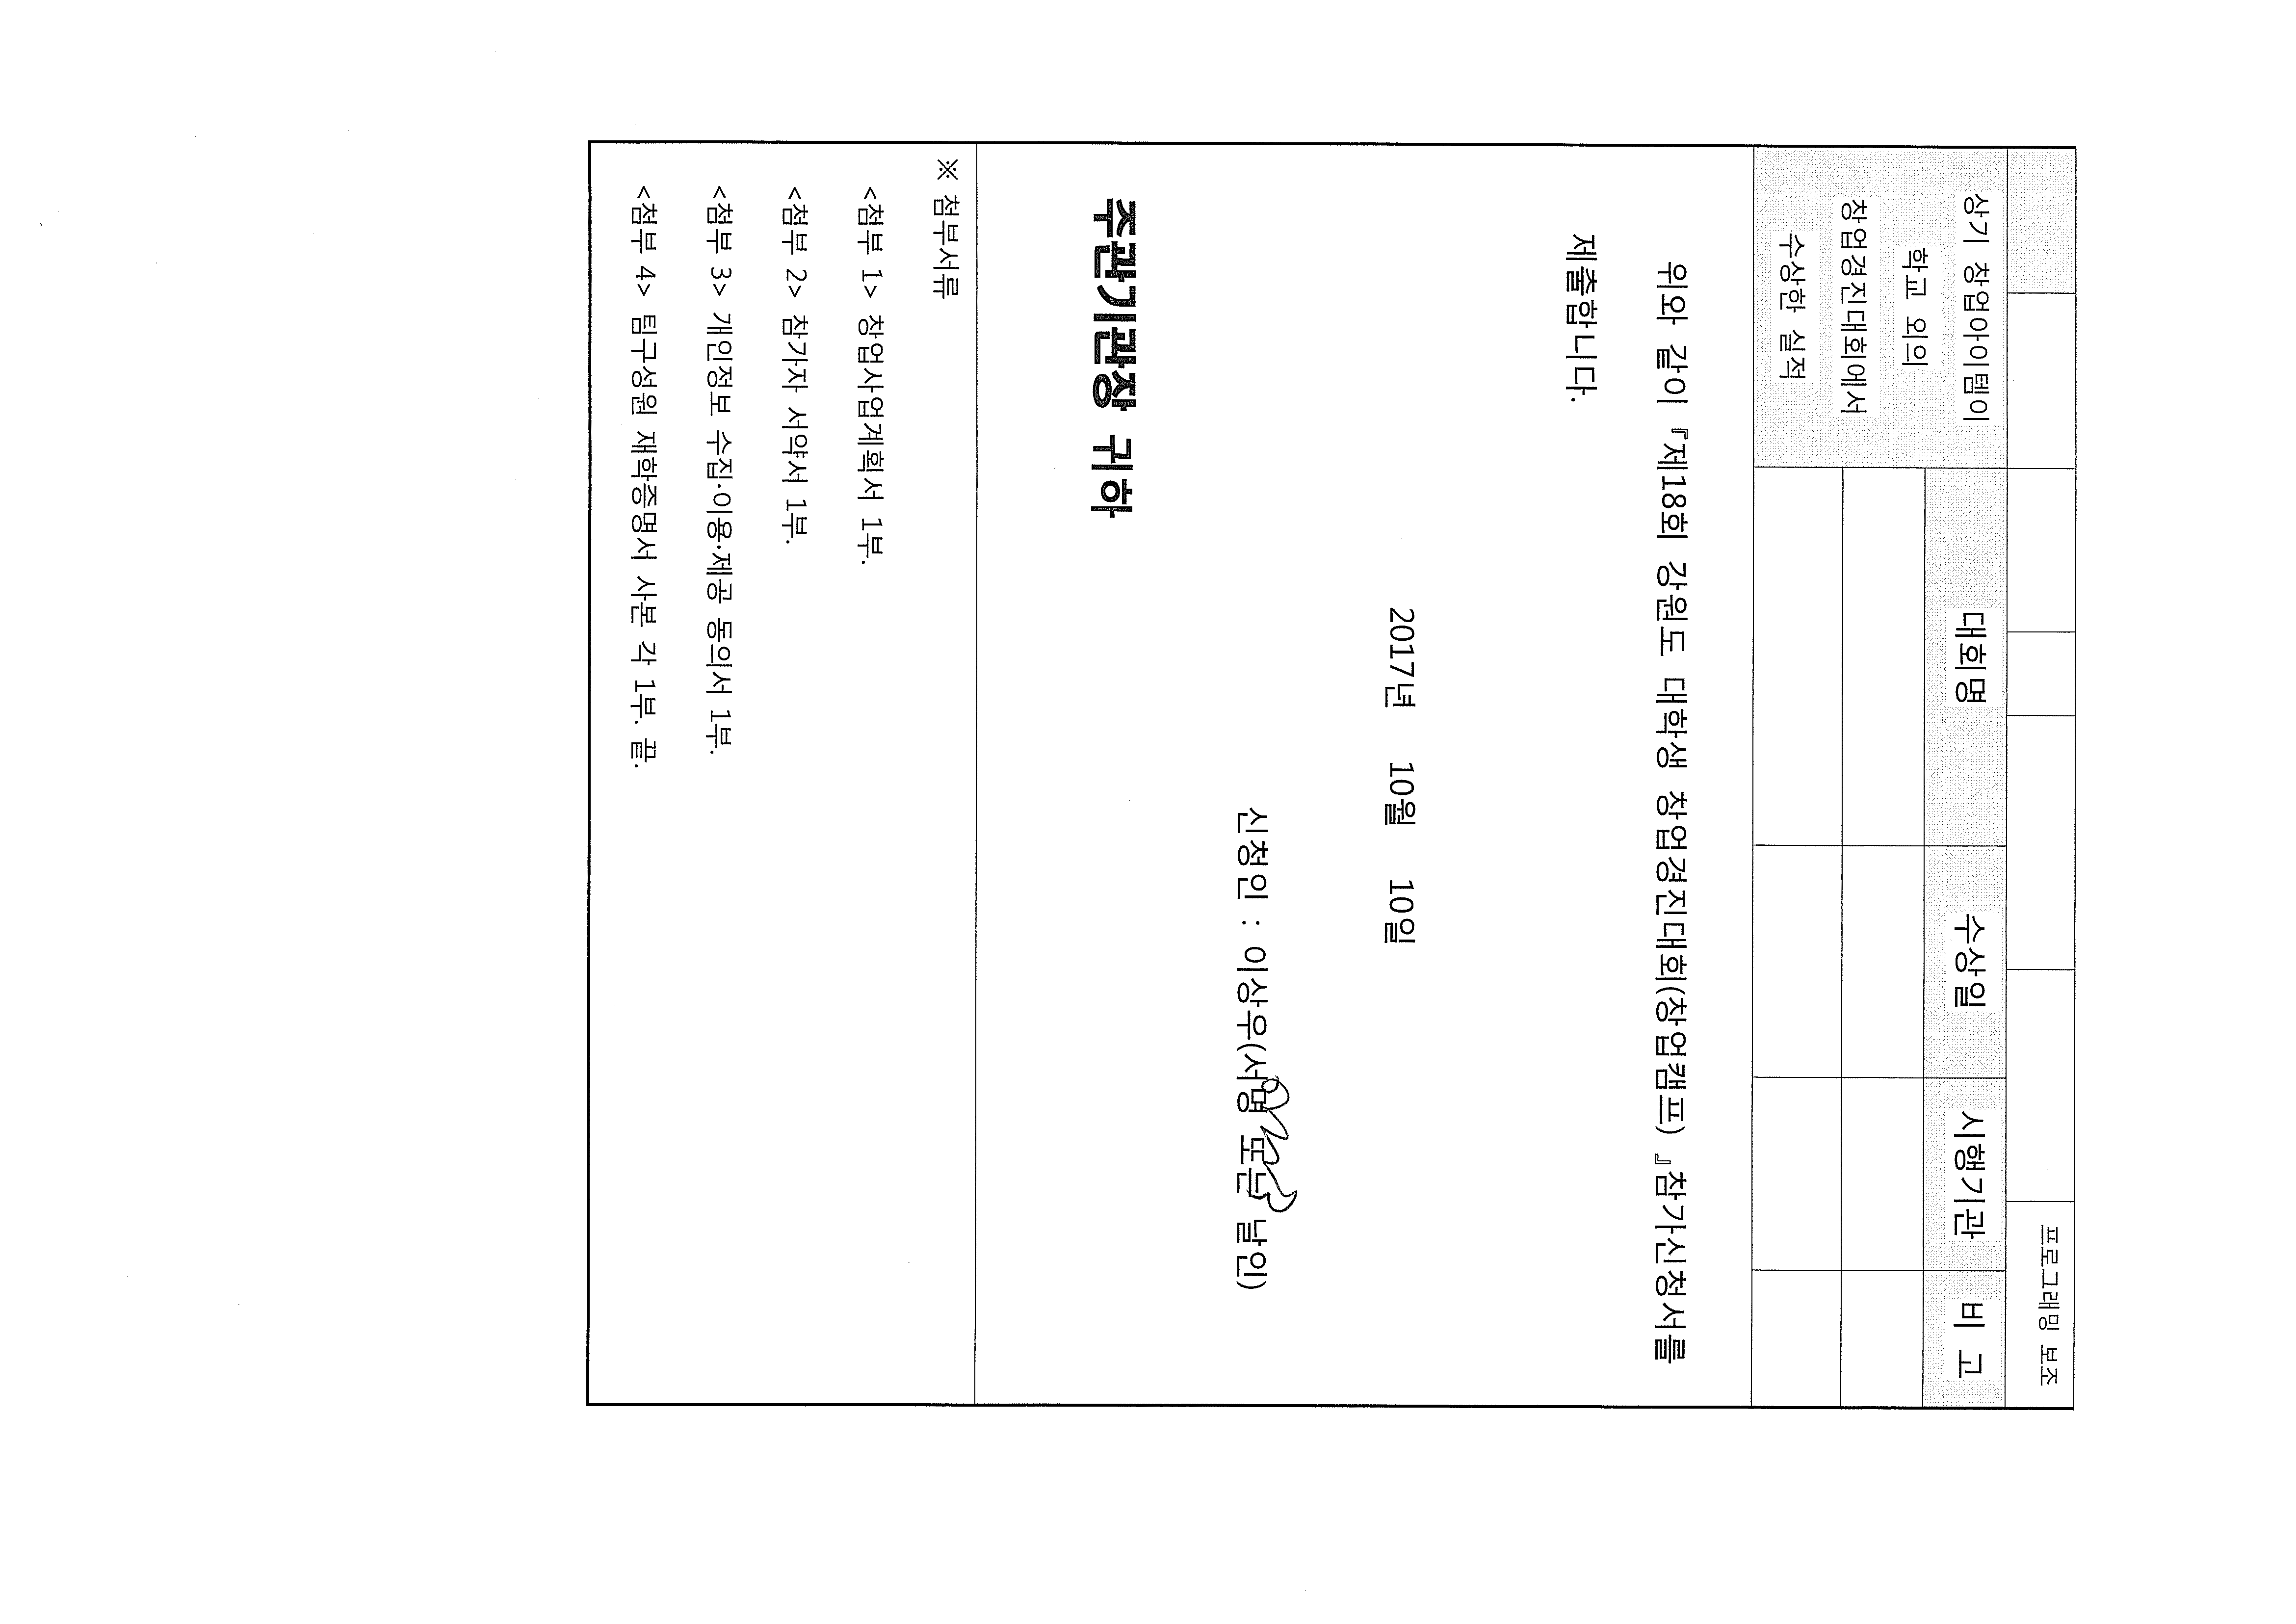 프로그래밍 보조
상기 창업아이템이
학교 외의
창업경진대회에서
수상한 실적
대회명 수상일 시행기관 비 고
위와 같이 『제18회 강원도 대학생 창업경진대회(창업캠프) 』참가신청서를
제출합니다.
2017년 10월 10일
신청인 : 이상우(서명 또는 날인)
주관기관장 귀하
※ 첨부서류
<첨부 1> 창업사업계획서 1부.
<첨부 2> 참가자 서약서 1부.
<첨부 3> 개인정보 수집·이용·제공 동의서 1부.
<첨부 4> 팀구성원 재학증명서 사본 각 1부. 끝.